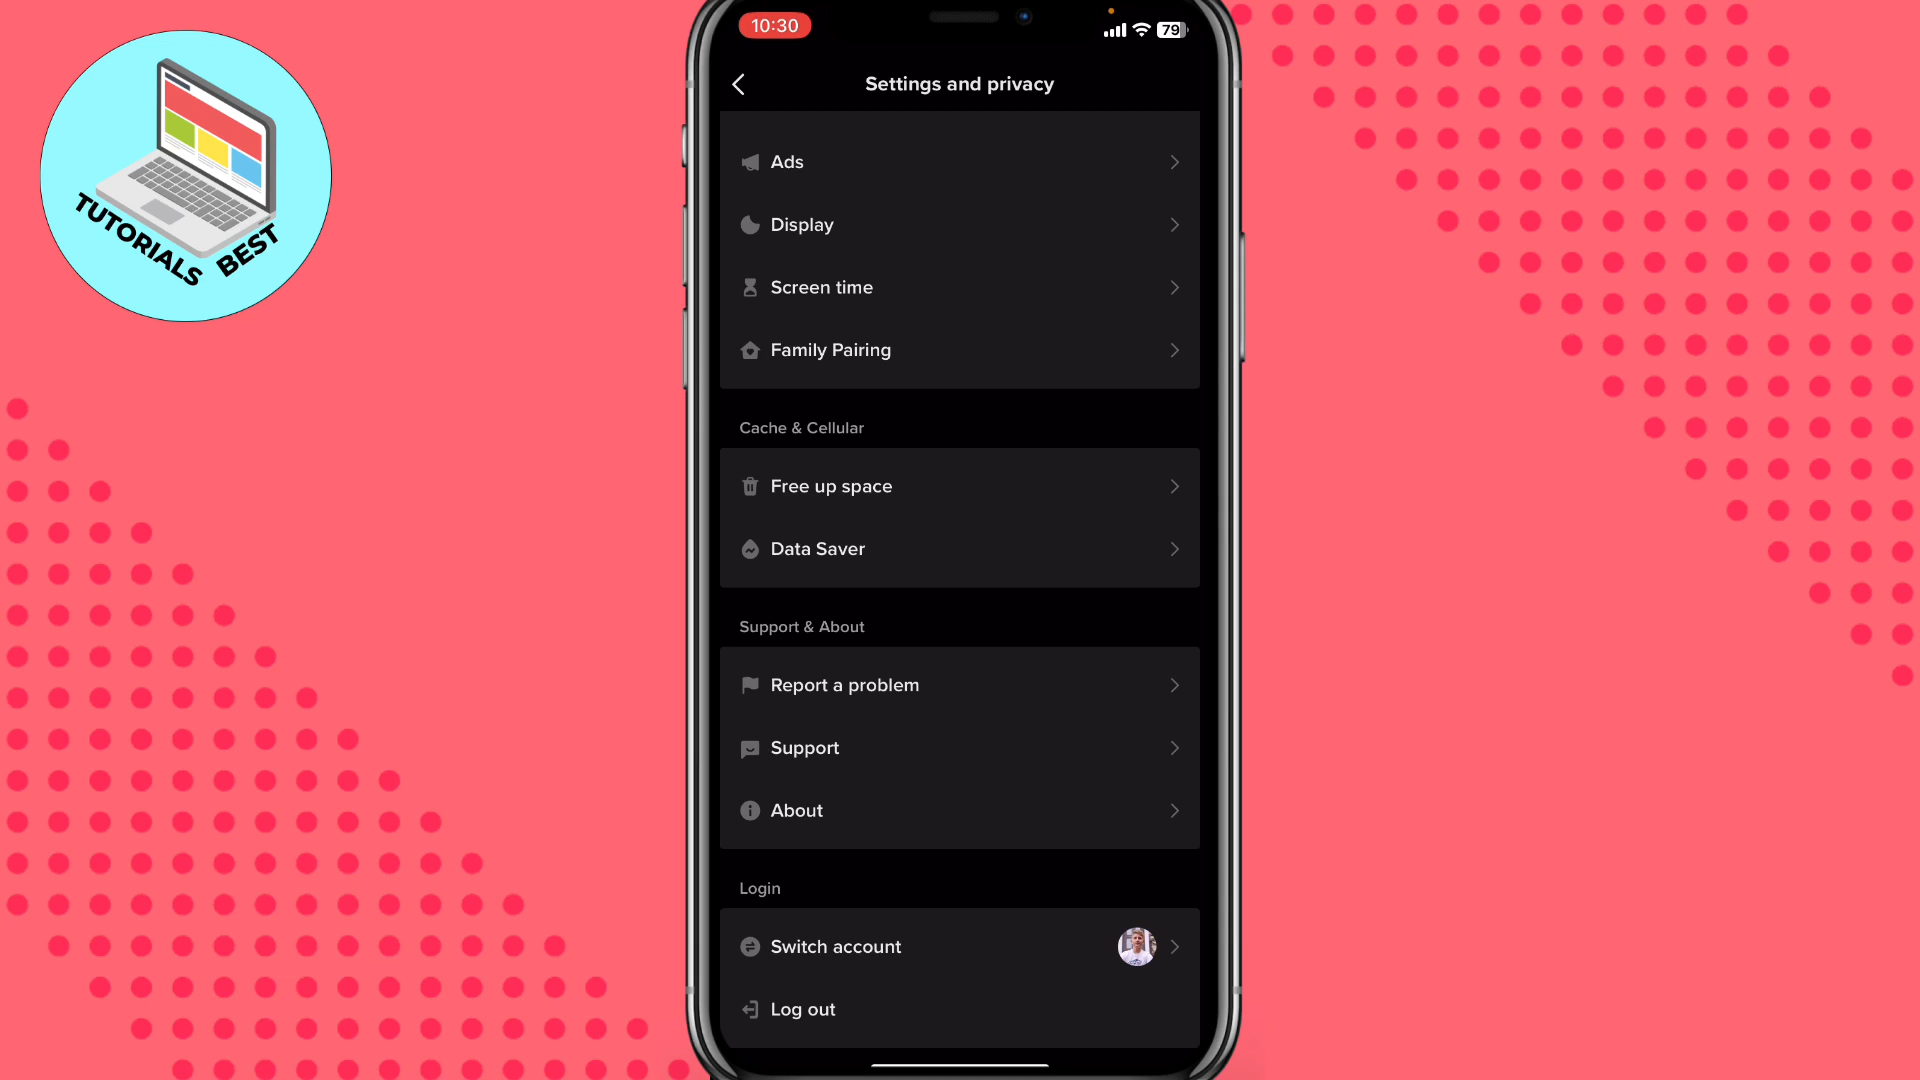 TUTORIALS BEST
10:30
79
Settings and privacy
Ads
Display
Screen time
Family Pairing
Cache & Cellular
Free up space
Data Saver
Support & About
Report a problem
Support
About
Login
Switch account
Log out